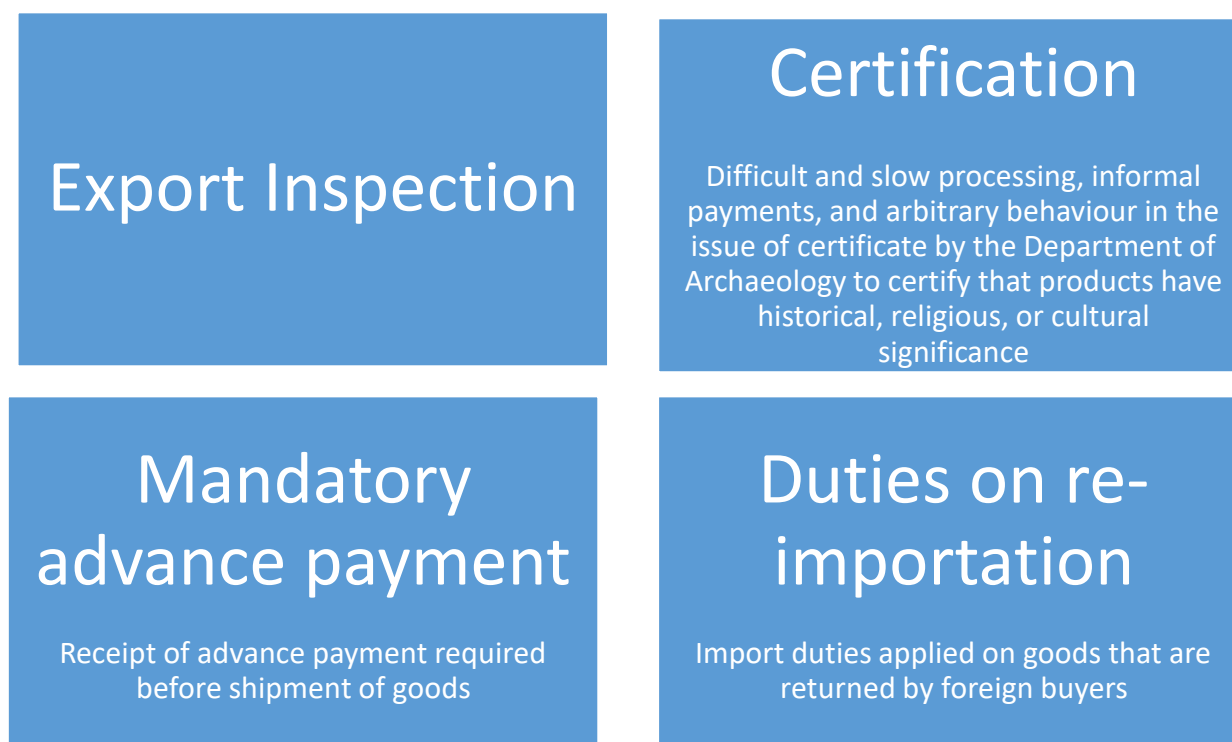 Export Inspection
Certification
Difficult and slow processing, informal
payments, and arbitrary behaviour in the
issue of certificate by the Department of
Archaeology to certify that products have
historical, religious, or cultural
significance
Mandatory
advance payment
Receipt of advance payment required
before shipment of goods
Duties on re-
importation
Import duties applied on goods that are
returned by foreign buyers